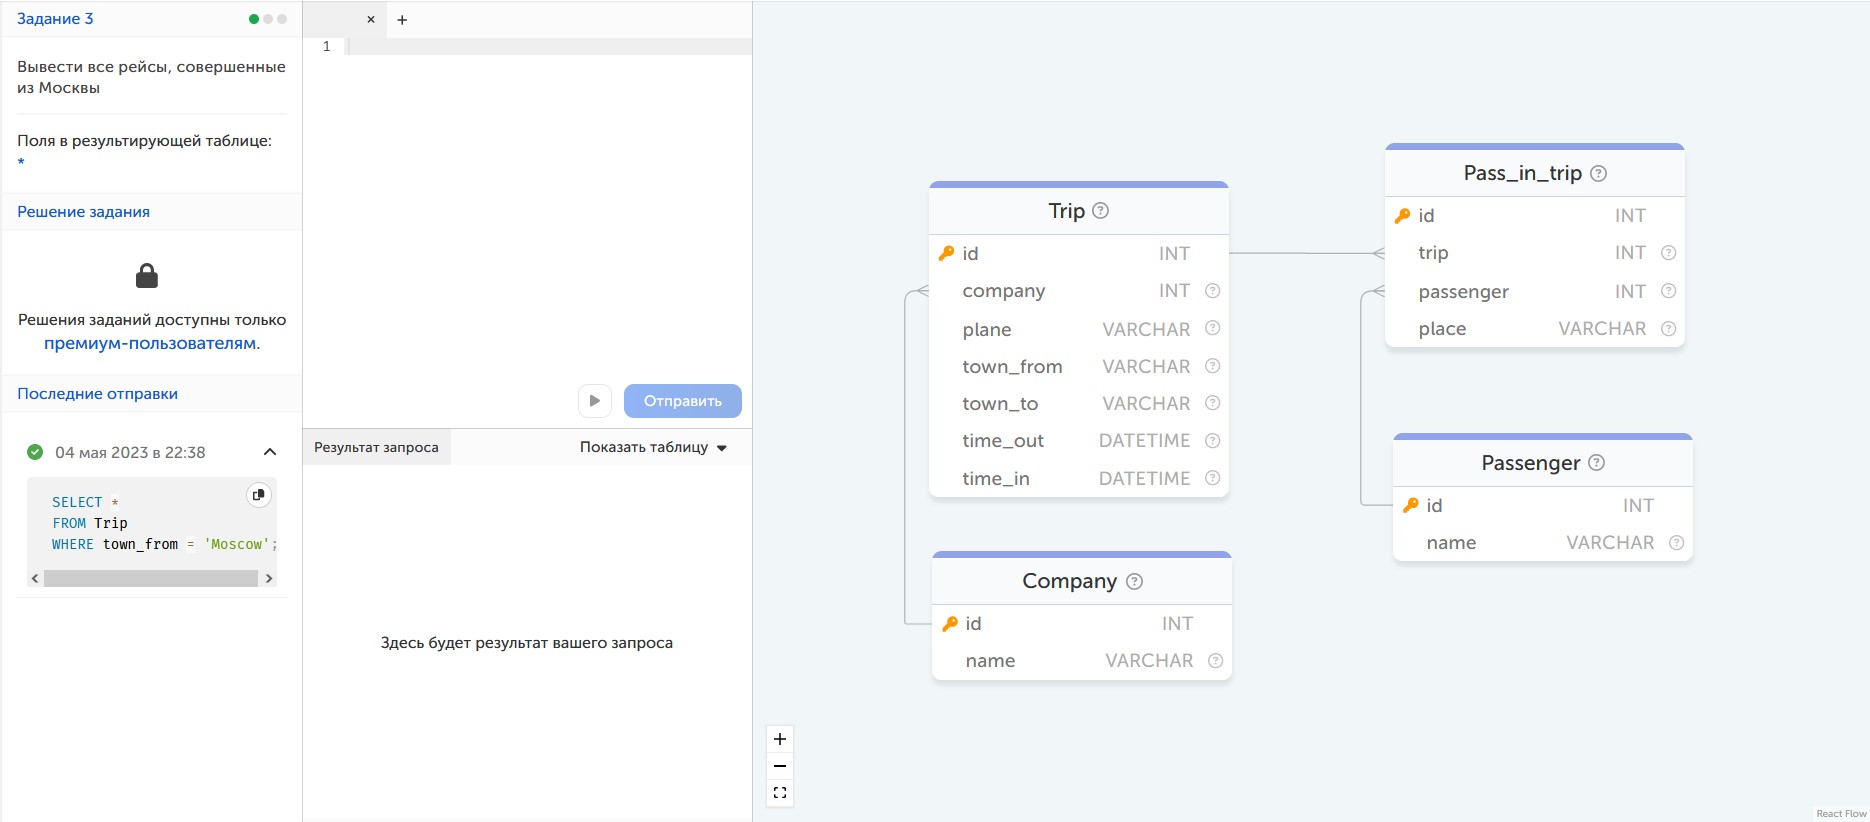 Задание 3
Вывести все рейсы, совершенные
из Москвы
Поля в результирующей таблице:
*
Решение задания
Решения заданий доступны только
премиум-пользователям.
Последние отправки
04 мая 2023 в 22:38
SELECT *
FROM Trip
WHERE town_from = 'Moscow';
1
Отправить
Результат запроса
Показать таблицу
Здесь будет результат вашего запроса
Trip
id INT
company INT
plane VARCHAR
town_from VARCHAR
town_to VARCHAR
time_out DATETIME
time_in DATETIME
Company
id INT
name VARCHAR
Pass_in_trip
id INT
trip INT
passenger INT
place VARCHAR
Passenger
id INT
name VARCHAR
React Flow